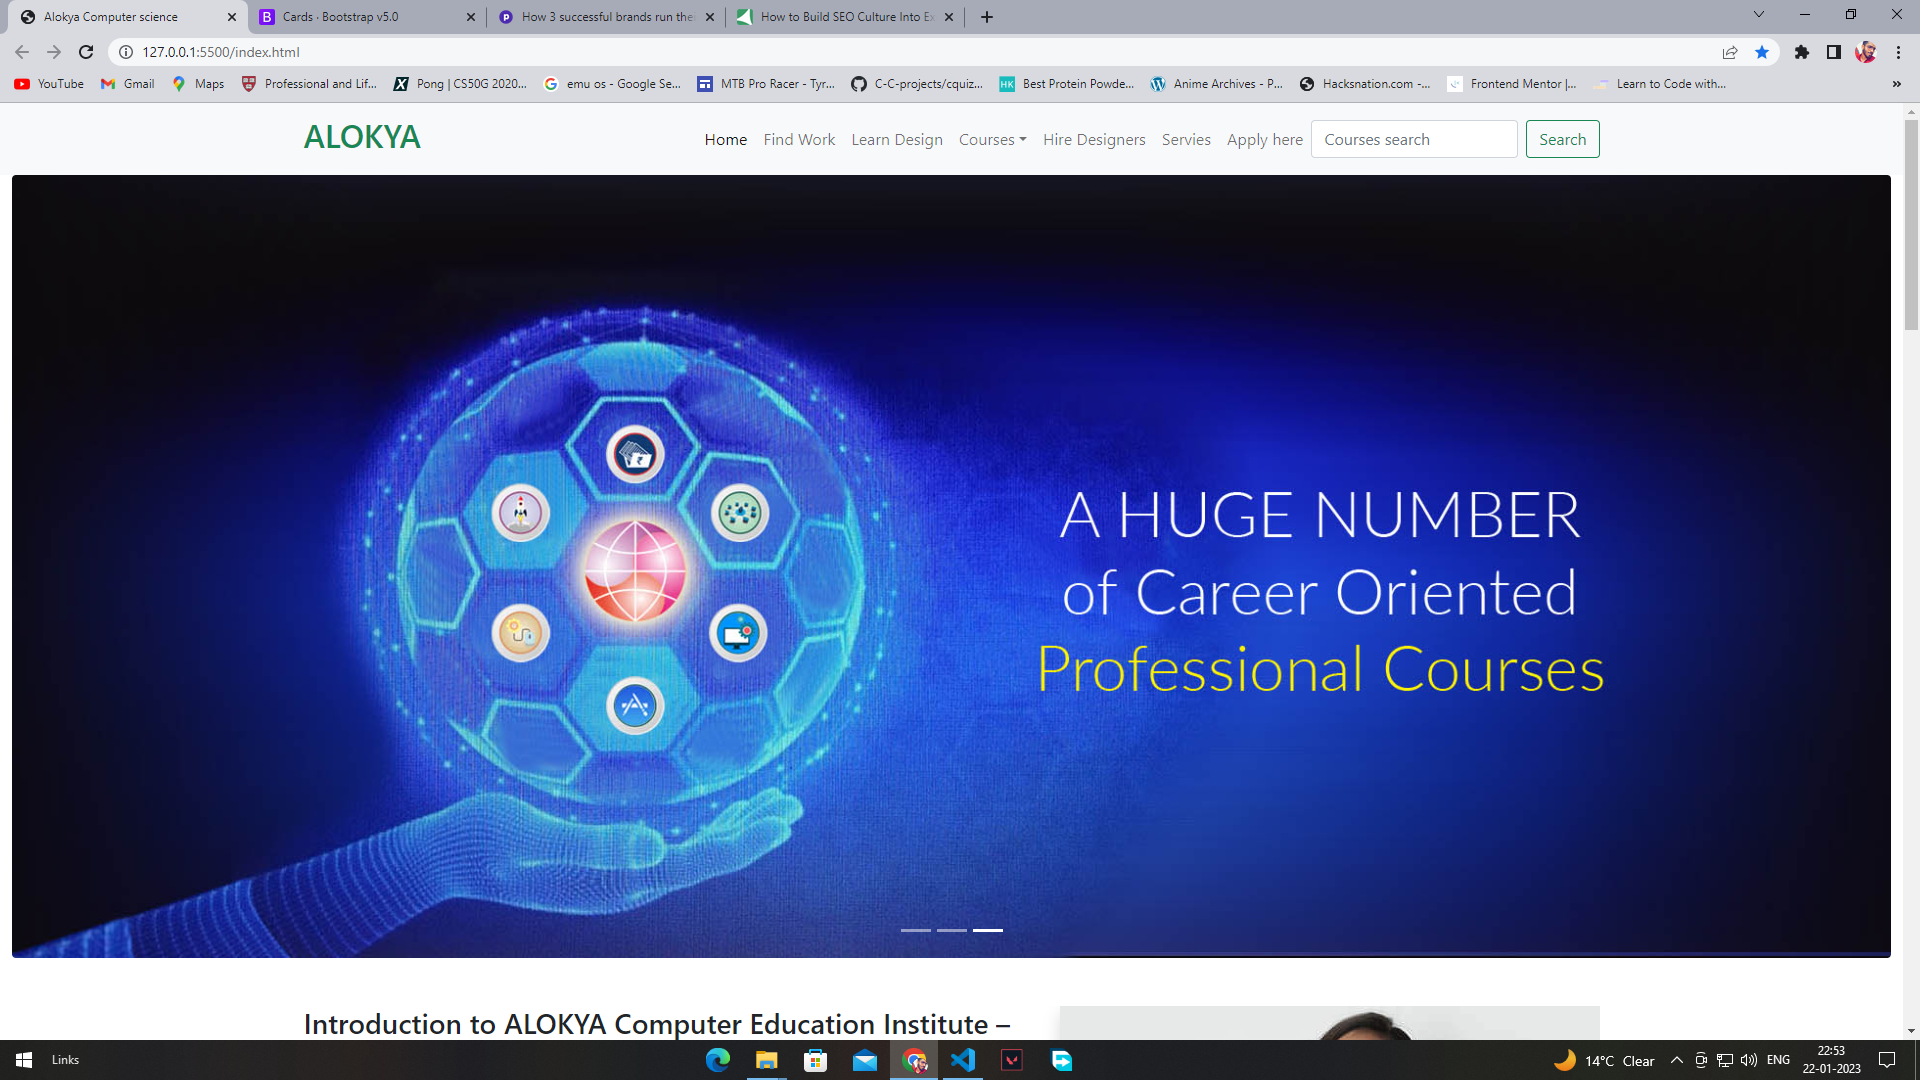 Alokya Computer science
Cards · Bootstrap v5.0
How 3 successful brands run thei
How to Build SEO Culture Into Ex
127.0.0.1:5500/index.html
YouTube
Gmail
Maps
Professional and Lif...
Pong | CS50G 2020...
emu os - Google Se...
MTB Pro Racer - Tyr...
C-C-projects/cquiz...
HK
Best Protein Powde...
Anime Archives - P...
Hacksnation.com -...
Frontend Mentor |...
Learn to Code with...
»
ALOKYA
Home
Find Work
Learn Design
Courses
Hire Designers
Servies
Apply here
Courses search
Search
A HUGE NUMBER
of Career Oriented
Professional Courses
Introduction to ALOKYA Computer Education Institute –
Links
14°C Clear
ENG
22:53
22-01-2023